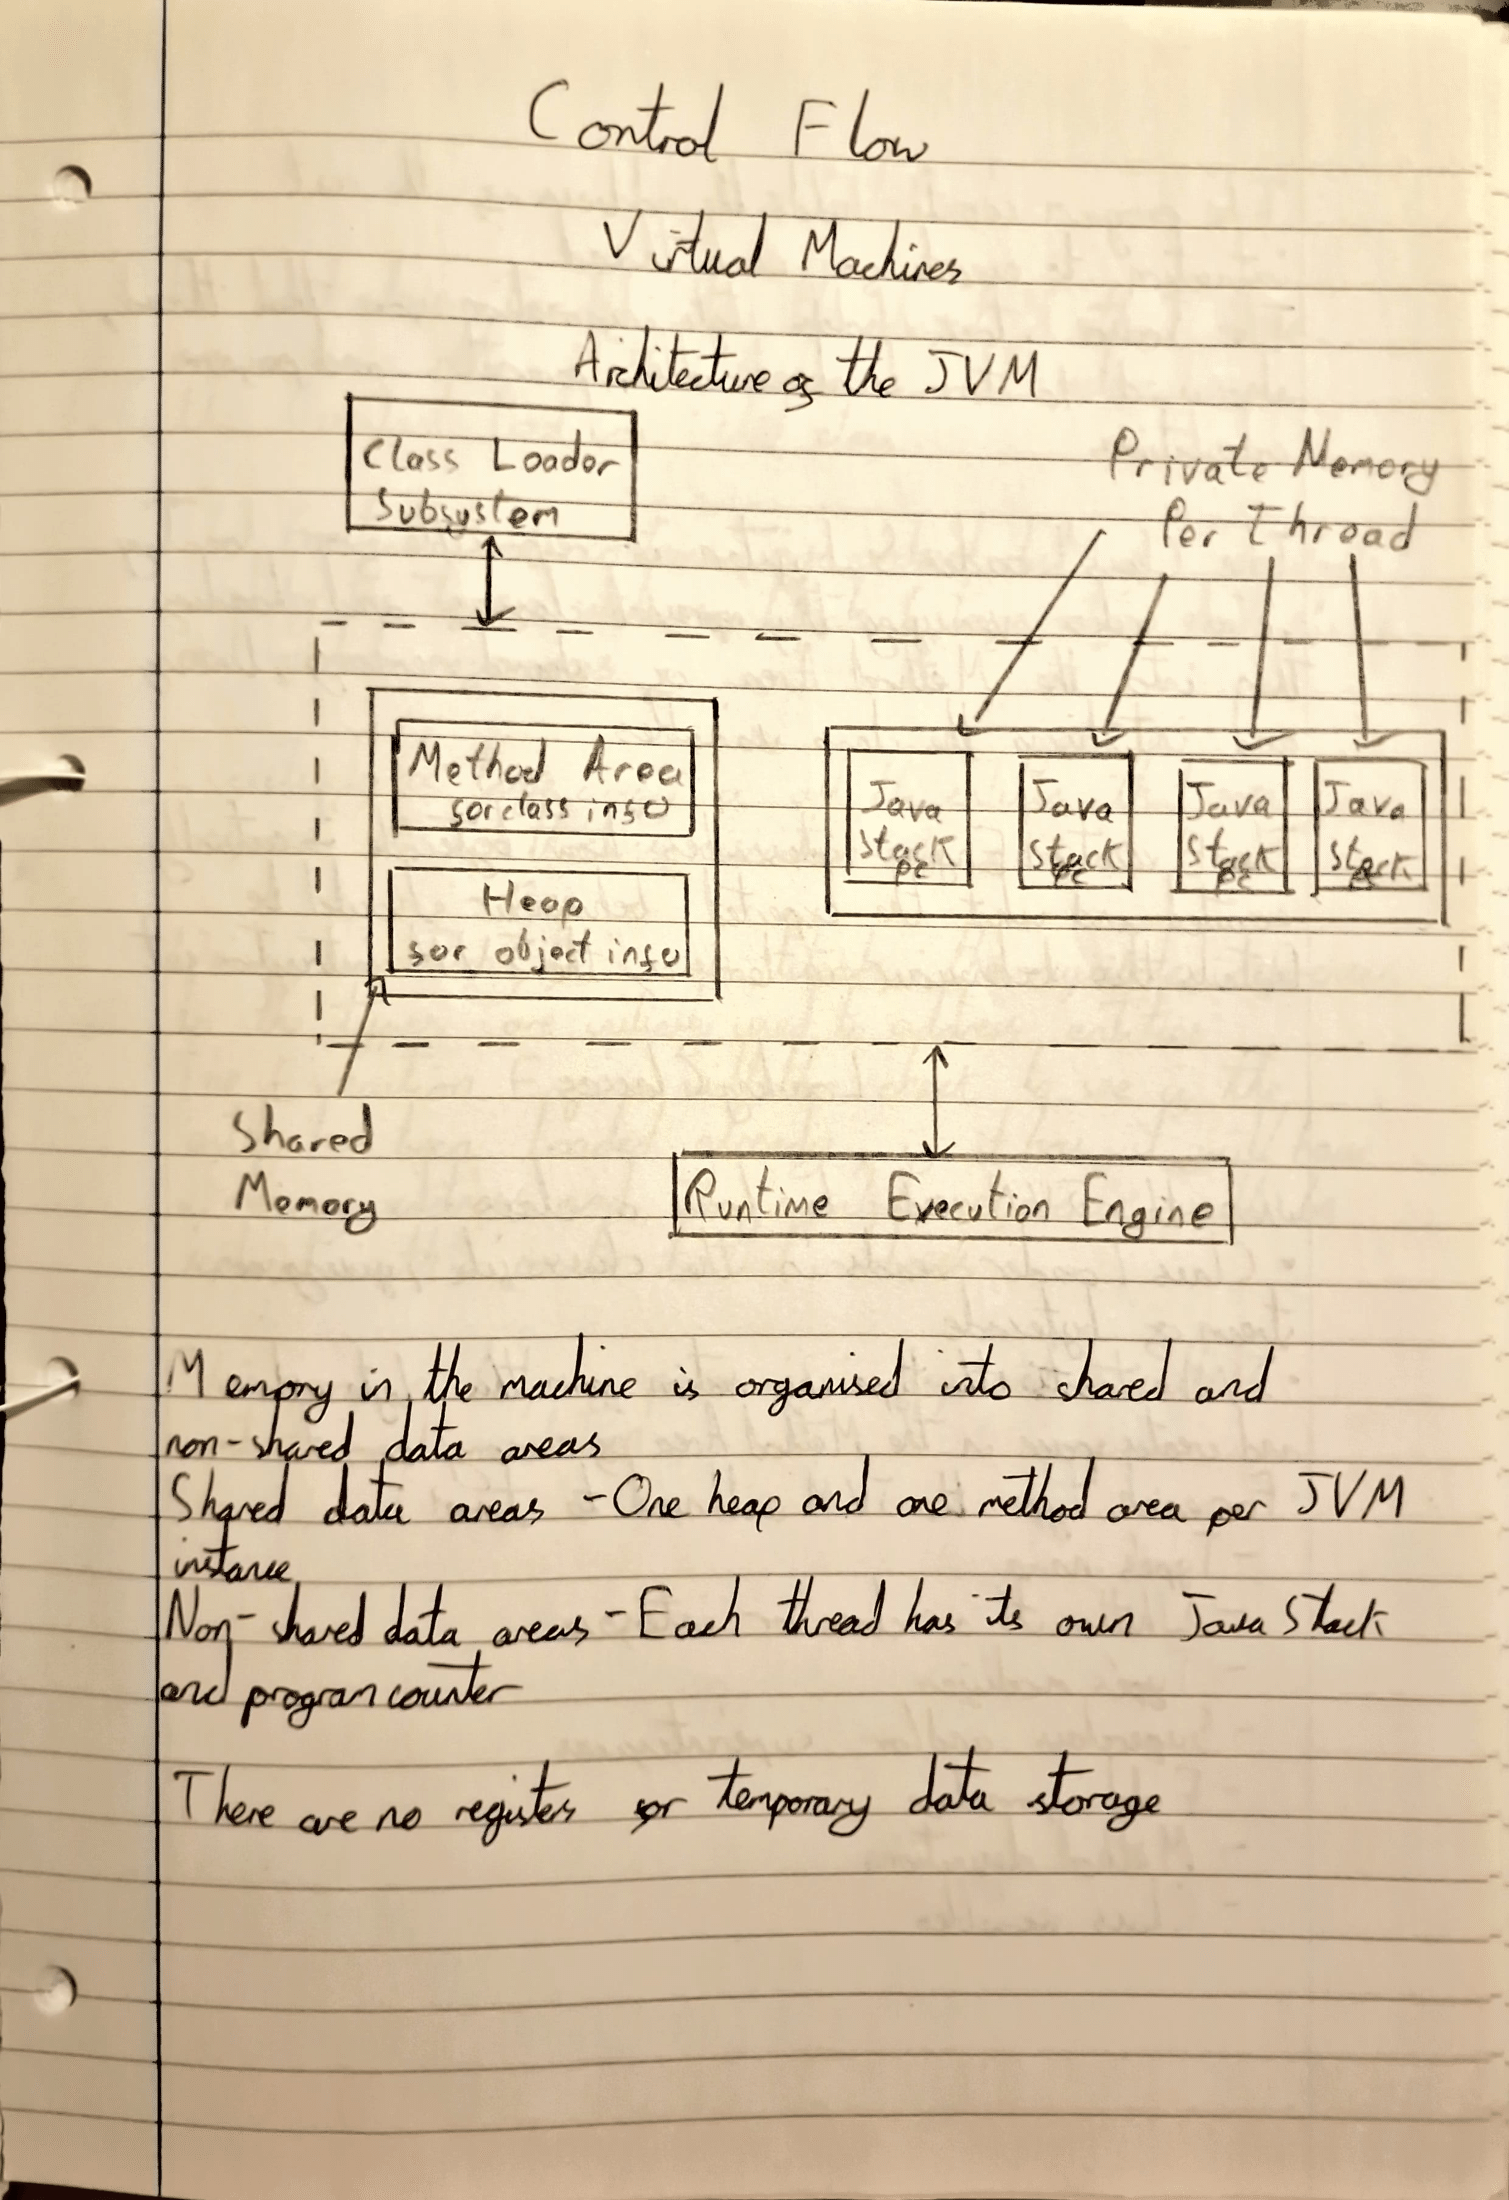 Control Flow
Virtual Machines
Architecture of the JVM
Class Loader
Subsystem
Private Memory
Per Thread
Method Area
for class info
Heap
for object info
Java
Stack
PC
Java
Stack
PC
Java
Stack
PC
Java
Stack
PC
Shared
Memory
Runtime Execution Engine
Memory in the machine is organised into shared and
non-shared data areas
Shared data areas - One heap and one method area per JVM
instance
Non-shared data areas - Each thread has its own Java Stack
and program counter
There are no registers for temporary data storage